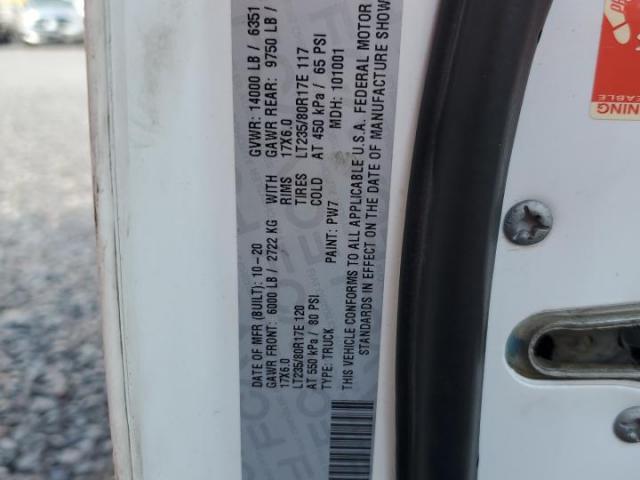 DATE OF MFR (BUILT): 10-20 GVWR: 14000 LB / 6351
GAWR FRONT: 6000 LB / 2722 KG WITH GAWR REAR: 9750 LB /
17X6.0 RIMS 17X6.0
LT235/80R17E 120 TIRES LT235/80R17E 117
AT 550 kPa / 80 PSI COLD AT 450 kPa / 65 PSI
TYPE: TRUCK PAINT: PW7 MDH: 101001
THIS VEHICLE CONFORMS TO ALL APPLICABLE U.S.A. FEDERAL MOTOR
STANDARDS IN EFFECT ON THE DATE OF MANUFACTURE SHOW
NING
EABLE